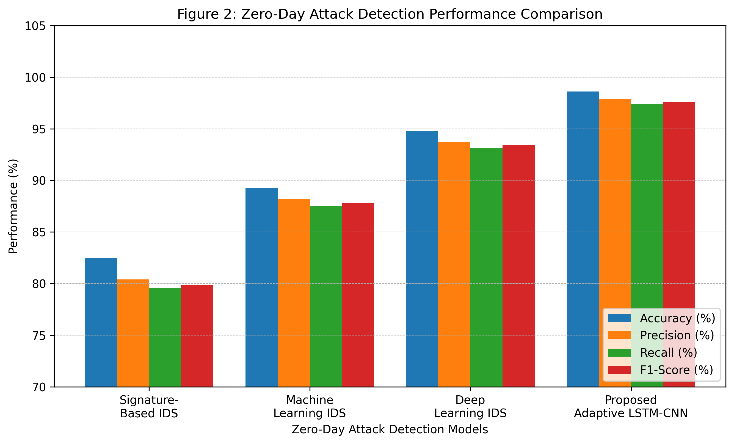 Figure 2: Zero-Day Attack Detection Performance Comparison
105
100
95
90
85
80
75
70
Performance (%)
Accuracy (%)
Precision (%)
Recall (%)
F1-Score (%)
Signature-
Based IDS
Machine
Learning IDS
Deep
Learning IDS
Proposed
Adaptive LSTM-CNN
Zero-Day Attack Detection Models